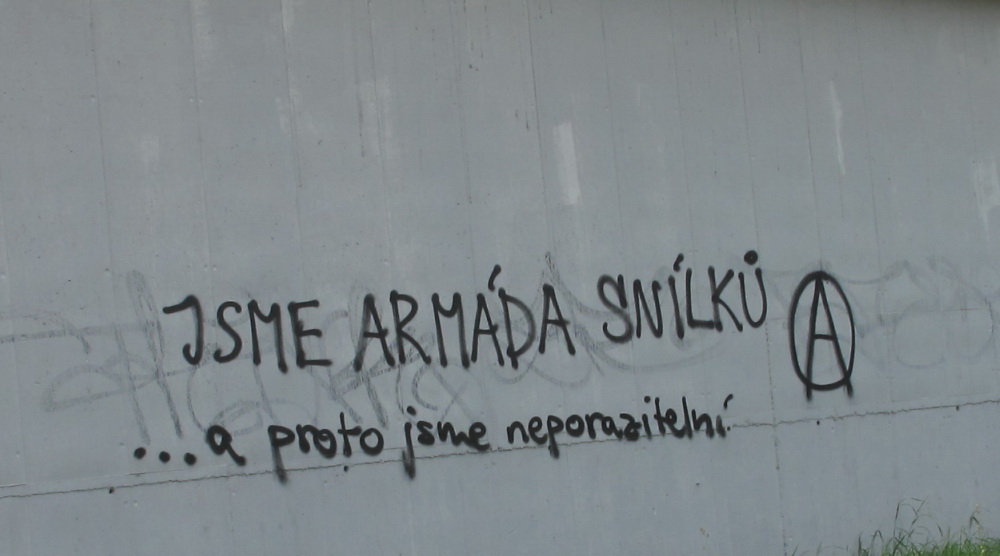 JSME ARMÁDA SNÍLKŮ Ⓐ
...a proto jsme neporazitelní